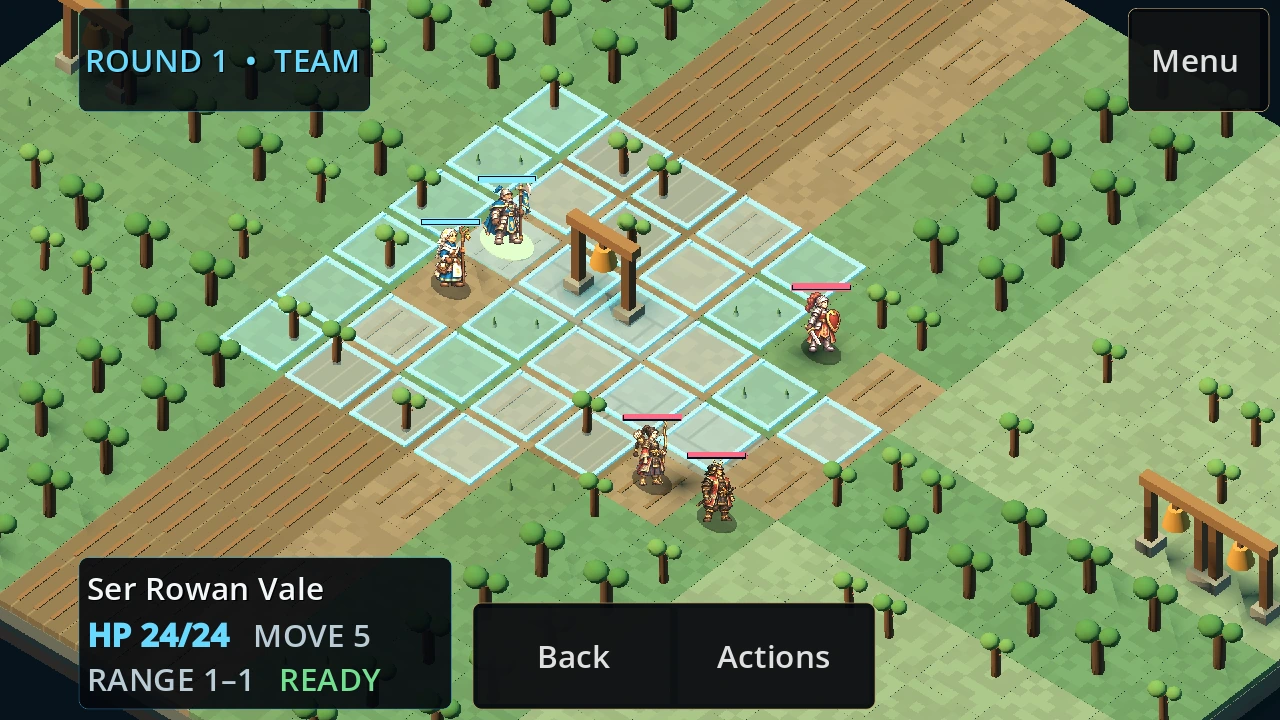 ROUND 1 • TEAM
Menu
Ser Rowan Vale
HP 24/24 MOVE 5
RANGE 1–1 READY
Back
Actions